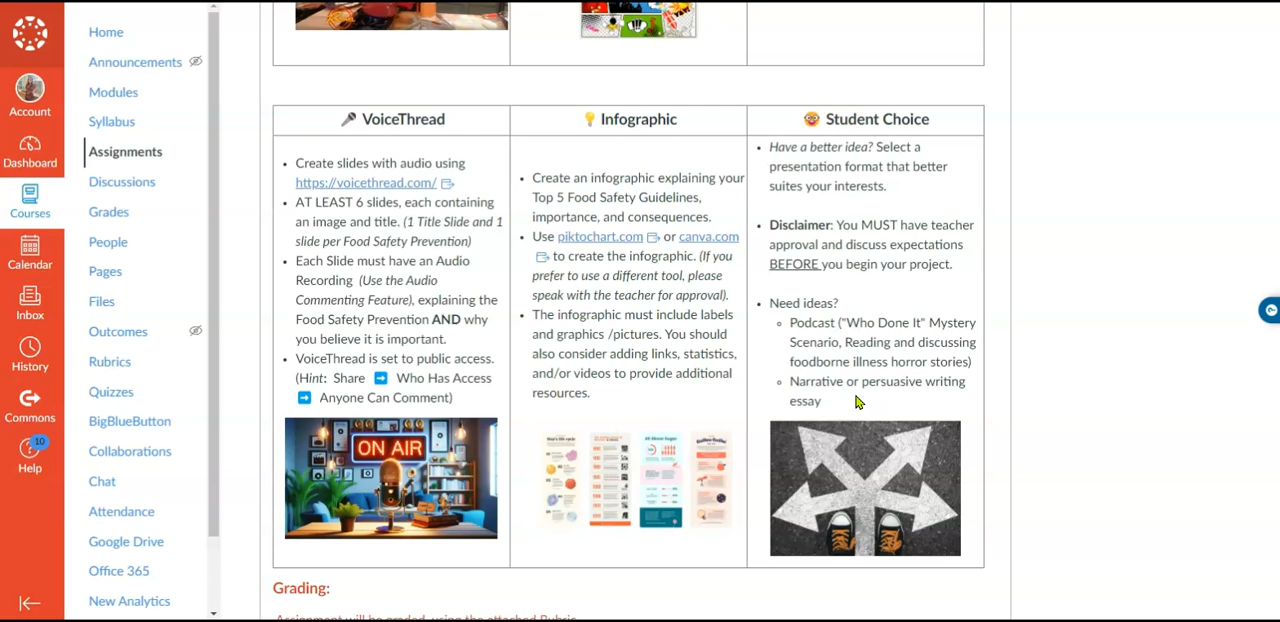 Account
Dashboard
Courses
Calendar
Inbox
History
Commons
10
Help
Home
Announcements
Modules
Syllabus
Assignments
Discussions
Grades
People
Pages
Files
Outcomes
Rubrics
Quizzes
BigBlueButton
Collaborations
Chat
Attendance
Google Drive
Office 365
New Analytics
🎤 VoiceThread
Create slides with audio using
https://voicethread.com/
AT LEAST 6 slides, each containing
an image and title. (1 Title Slide and 1
slide per Food Safety Prevention)
Each Slide must have an Audio
Recording (Use the Audio
Commenting Feature), explaining the
Food Safety Prevention AND why
you believe it is important.
VoiceThread is set to public access.
(Hint: Share ➡ Who Has Access
➡ Anyone Can Comment)
ON AIR
💡 Infographic
Create an infographic explaining your
Top 5 Food Safety Guidelines,
importance, and consequences.
Use piktochart.com or canva.com
to create the infographic. (If you
prefer to use a different tool, please
speak with the teacher for approval).
The infographic must include labels
and graphics /pictures. You should
also consider adding links, statistics,
and/or videos to provide additional
resources.
🤓 Student Choice
Have a better idea? Select a
presentation format that better
suites your interests.
Disclaimer: You MUST have teacher
approval and discuss expectations
BEFORE you begin your project.
Need ideas?
Podcast ("Who Done It" Mystery
Scenario, Reading and discussing
foodborne illness horror stories)
Narrative or persuasive writing
essay
Grading:
Assignment will be graded using the attached Rubric